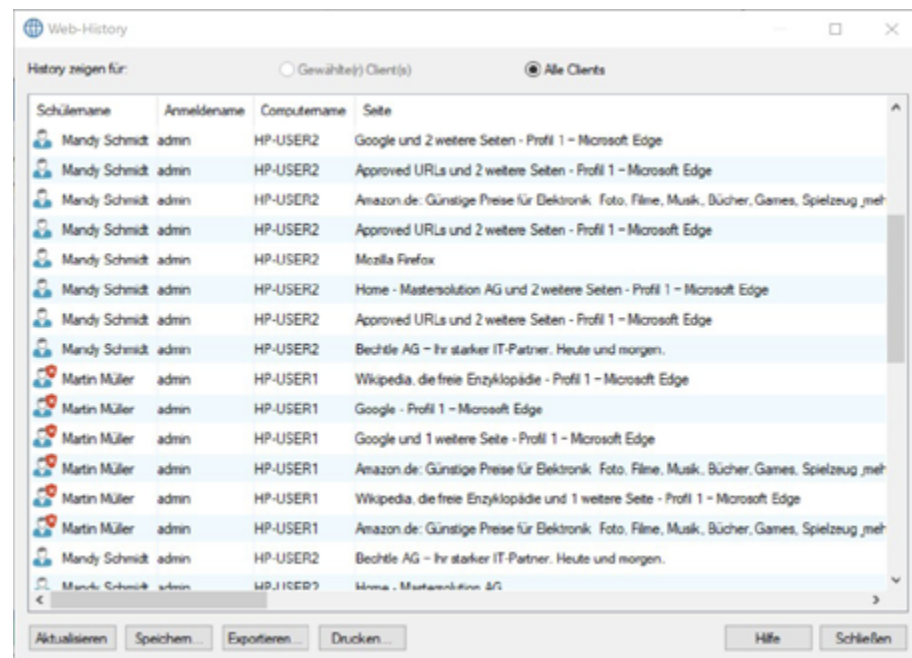 Web-History
History zeigen für: Gewählte(r) Client(s) Alle Clients
Schülername Anmeldename Computername Seite
Mandy Schmidt admin HP-USER2 Google und 2 weitere Seiten - Profil 1 – Microsoft Edge
Mandy Schmidt admin HP-USER2 Approved URLs und 2 weitere Seiten - Profil 1 – Microsoft Edge
Mandy Schmidt admin HP-USER2 Amazon.de: Günstige Preise für Elektronik Foto, Filme, Musik, Bücher, Games, Spielzeug meh
Mandy Schmidt admin HP-USER2 Approved URLs und 2 weitere Seiten - Profil 1 – Microsoft Edge
Mandy Schmidt admin HP-USER2 Mozilla Firefox
Mandy Schmidt admin HP-USER2 Home - Mastersolution AG und 2 weitere Seiten - Profil 1 – Microsoft Edge
Mandy Schmidt admin HP-USER2 Approved URLs und 2 weitere Seiten - Profil 1 – Microsoft Edge
Mandy Schmidt admin HP-USER2 Bechtle AG – Ihr starker IT-Partner. Heute und morgen.
Martin Müller admin HP-USER1 Wikipedia, die freie Enzyklopädie - Profil 1 – Microsoft Edge
Martin Müller admin HP-USER1 Google - Profil 1 – Microsoft Edge
Martin Müller admin HP-USER1 Google und 1 weitere Seite - Profil 1 – Microsoft Edge
Martin Müller admin HP-USER1 Amazon.de: Günstige Preise für Elektronik Foto, Filme, Musik, Bücher, Games, Spielzeug meh
Martin Müller admin HP-USER1 Wikipedia, die freie Enzyklopädie und 1 weitere Seite - Profil 1 – Microsoft Edge
Martin Müller admin HP-USER1 Amazon.de: Günstige Preise für Elektronik Foto, Filme, Musik, Bücher, Games, Spielzeug meh
Mandy Schmidt admin HP-USER2 Bechtle AG – Ihr starker IT-Partner. Heute und morgen.
Mandy Schmidt admin HP-USER2 Home - Mastersolution AG
Aktualisieren Speichern... Exportieren... Drucken... Hilfe Schließen